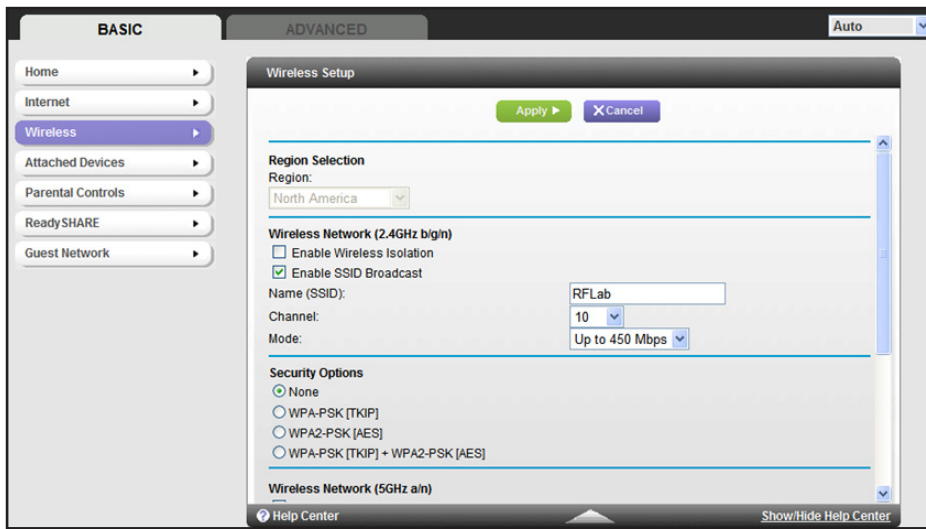 BASIC
ADVANCED
Auto
Home
Internet
Wireless
Attached Devices
Parental Controls
ReadySHARE
Guest Network
Wireless Setup
Apply
X Cancel
Region Selection
Region:
North America
Wireless Network (2.4GHz b/g/n)
Enable Wireless Isolation
Enable SSID Broadcast
Name (SSID): RFLab
Channel: 10
Mode: Up to 450 Mbps
Security Options
None
WPA-PSK [TKIP]
WPA2-PSK [AES]
WPA-PSK [TKIP] + WPA2-PSK [AES]
Wireless Network (5GHz a/n)
? Help Center
Show/Hide Help Center